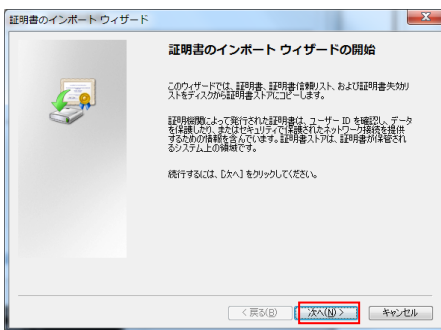 証明書のインポート ウィザード
証明書のインポート ウィザードの開始
このウィザードでは、証明書、証明書信頼リスト、および証明書失効リ
ストをディスクから証明書ストアにコピーします。
証明機関によって発行された証明書は、ユーザー ID を確認し、データ
を保護したり、またはセキュリティで保護されたネットワーク接続を提供
するための情報を含んでいます。証明書ストアは、証明書が保管され
るシステム上の領域です。
続行するには、[次へ] をクリックしてください。
< 戻る(B)
次へ(N) >
キャンセル